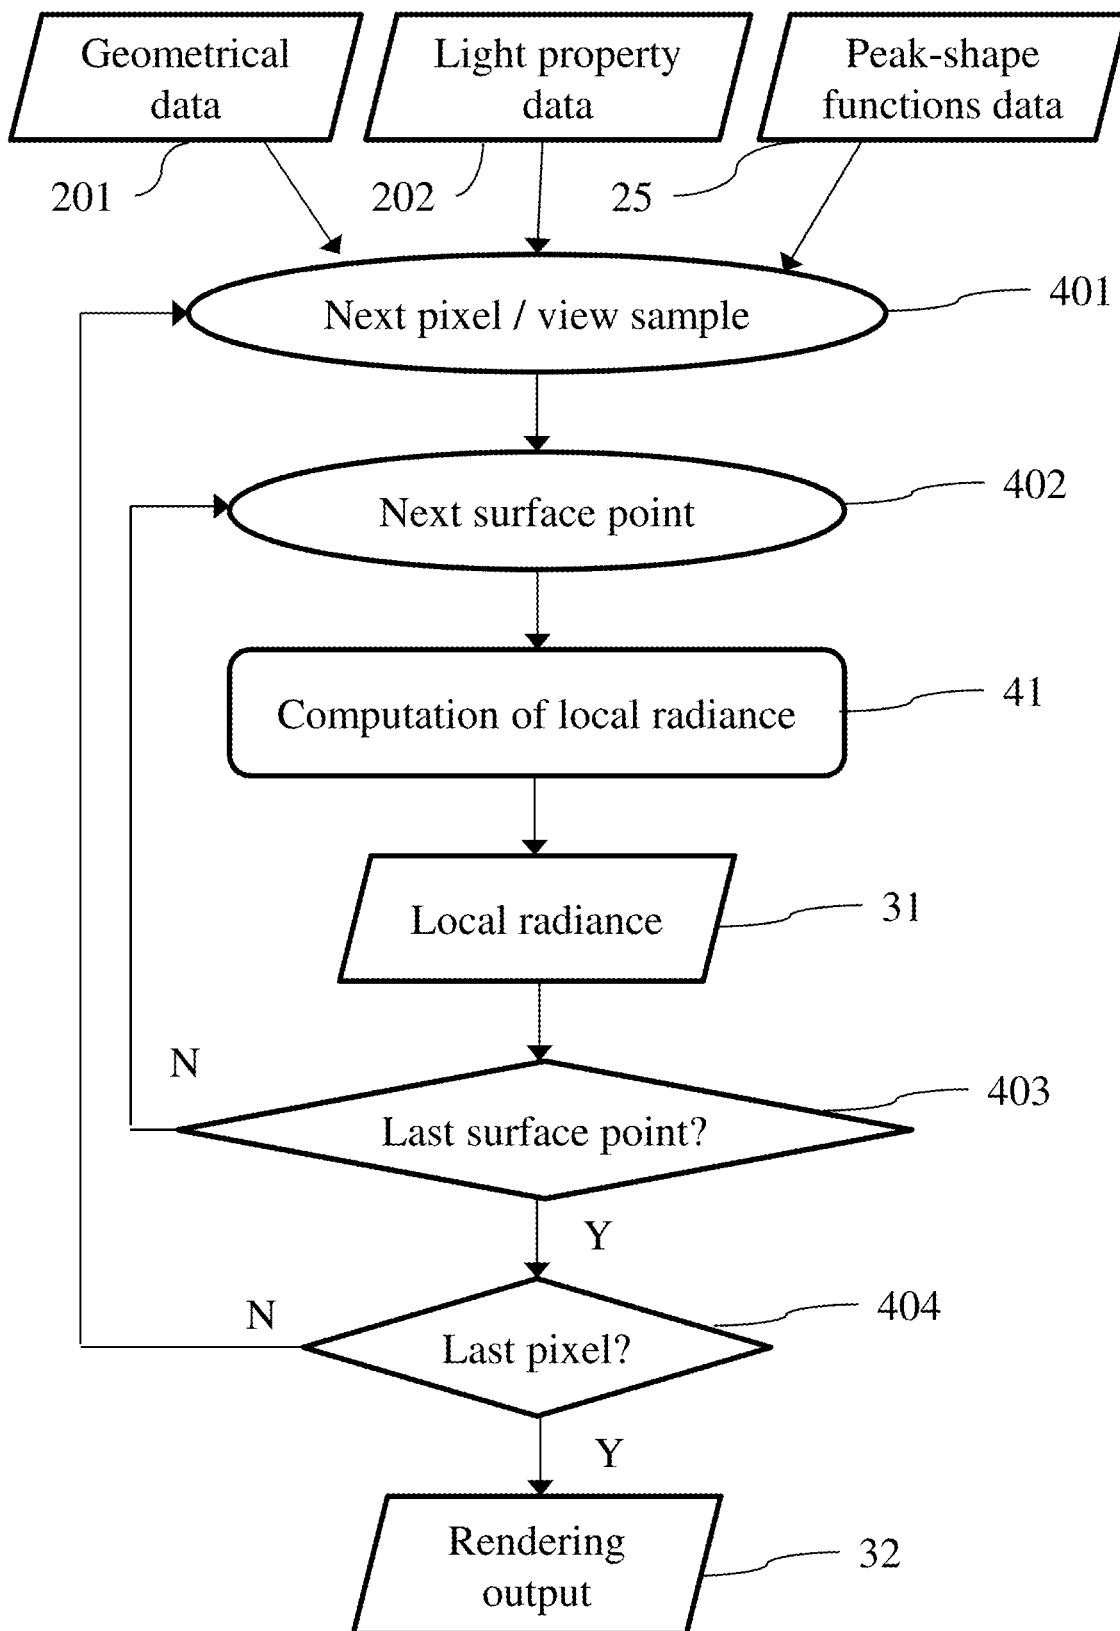 Geometrical
data
Light property
data
Peak-shape
functions data
201
202
25
Next pixel / view sample
401
Next surface point
402
Computation of local radiance
41
Local radiance
31
N
Last surface point?
403
Y
N
Last pixel?
404
Y
Rendering
output
32